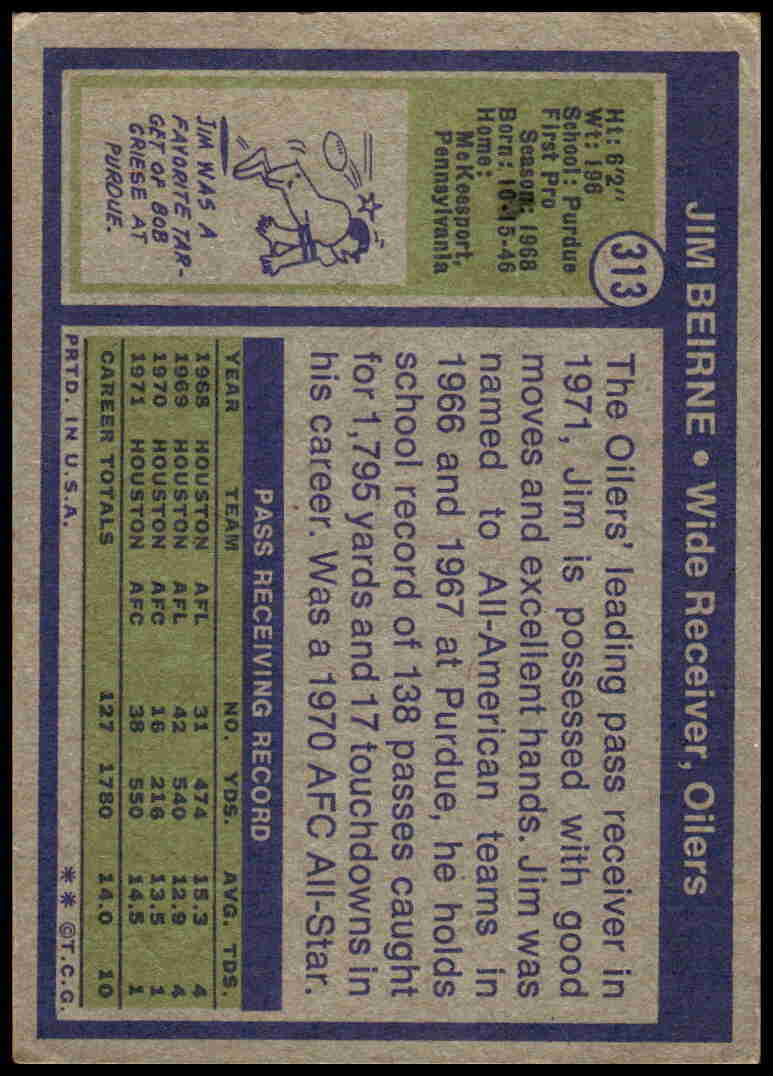 JIM BEIRNE • Wide Receiver, Oilers
313
Ht: 6'2"
Wt: 196
School: Purdue
First Pro
Season: 1968
Born: 10-15-46
Home:
McKeesport,
Pennsylvania
JIM WAS A
FAVORITE TAR-
GET OF BOB
GRIESE AT
PURDUE.
The Oilers' leading pass receiver in
1971, Jim is possessed with good
moves and excellent hands. Jim was
named to All-American teams in
1966 and 1967 at Purdue, he holds
school record of 138 passes caught
for 1,795 yards and 17 touchdowns in
his career. Was a 1970 AFC All-Star.
PASS RECEIVING RECORD
YEAR TEAM NO. YDS. AVG. TDS.
1968 HOUSTON AFL 31 474 15.3 4
1969 HOUSTON AFL 42 540 12.9 4
1970 HOUSTON AFC 16 216 13.5 1
1971 HOUSTON AFC 38 550 14.5 1
CAREER TOTALS 127 1780 14.0 10
PRTD. IN U.S.A. ** ©T.C.G.